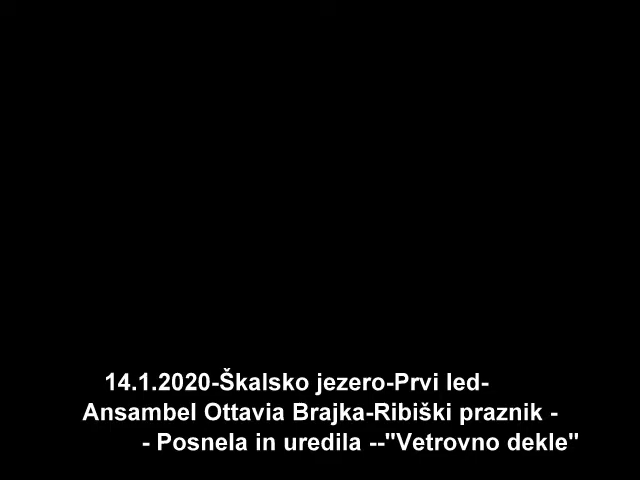 14.1.2020-Škalsko jezero-Prvi led-
Ansambel Ottavia Brajka-Ribiški praznik -
- Posnela in uredila --"Vetrovno dekle"